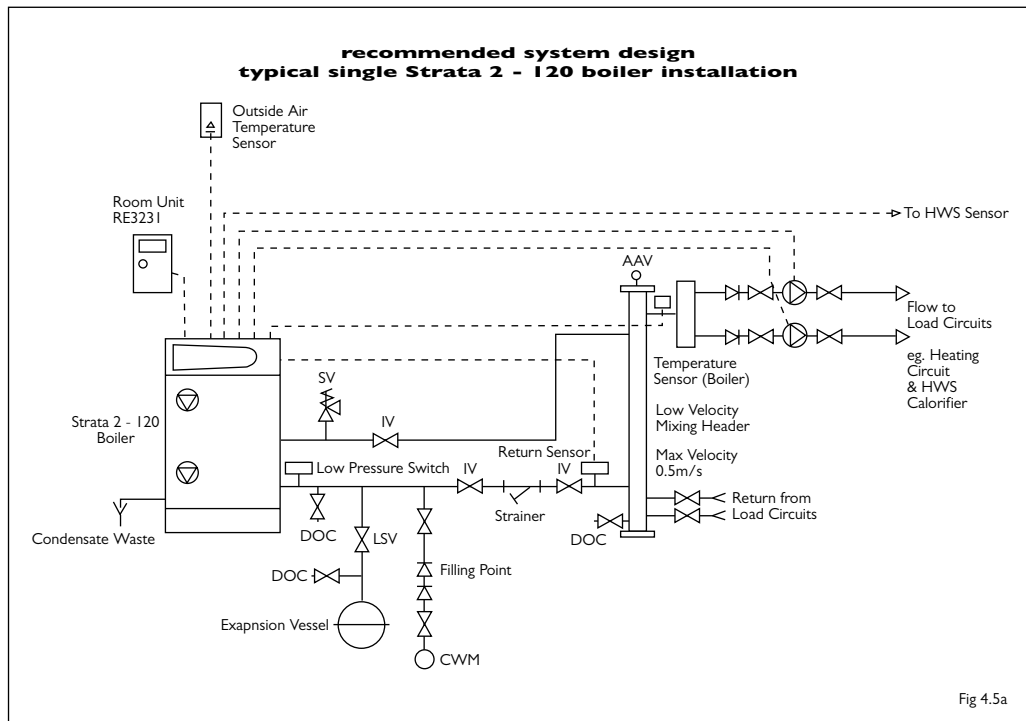 recommended system design
typical single Strata 2 - 120 boiler installation
Outside Air
Temperature
Sensor
Room Unit
RE3231
To HWS Sensor
AAV
Flow to
Load Circuits
eg. Heating
Circuit
& HWS
Calorifier
Temperature
Sensor (Boiler)
Low Velocity
Mixing Header
Max Velocity
0.5m/s
SV
IV
Strata 2 - 120
Boiler
Return Sensor
Low Pressure Switch
IV
IV
Strainer
Return from
Load Circuits
Condensate Waste
DOC
LSV
DOC
DOC
Filling Point
Exapnsion Vessel
CWM
Fig 4.5a